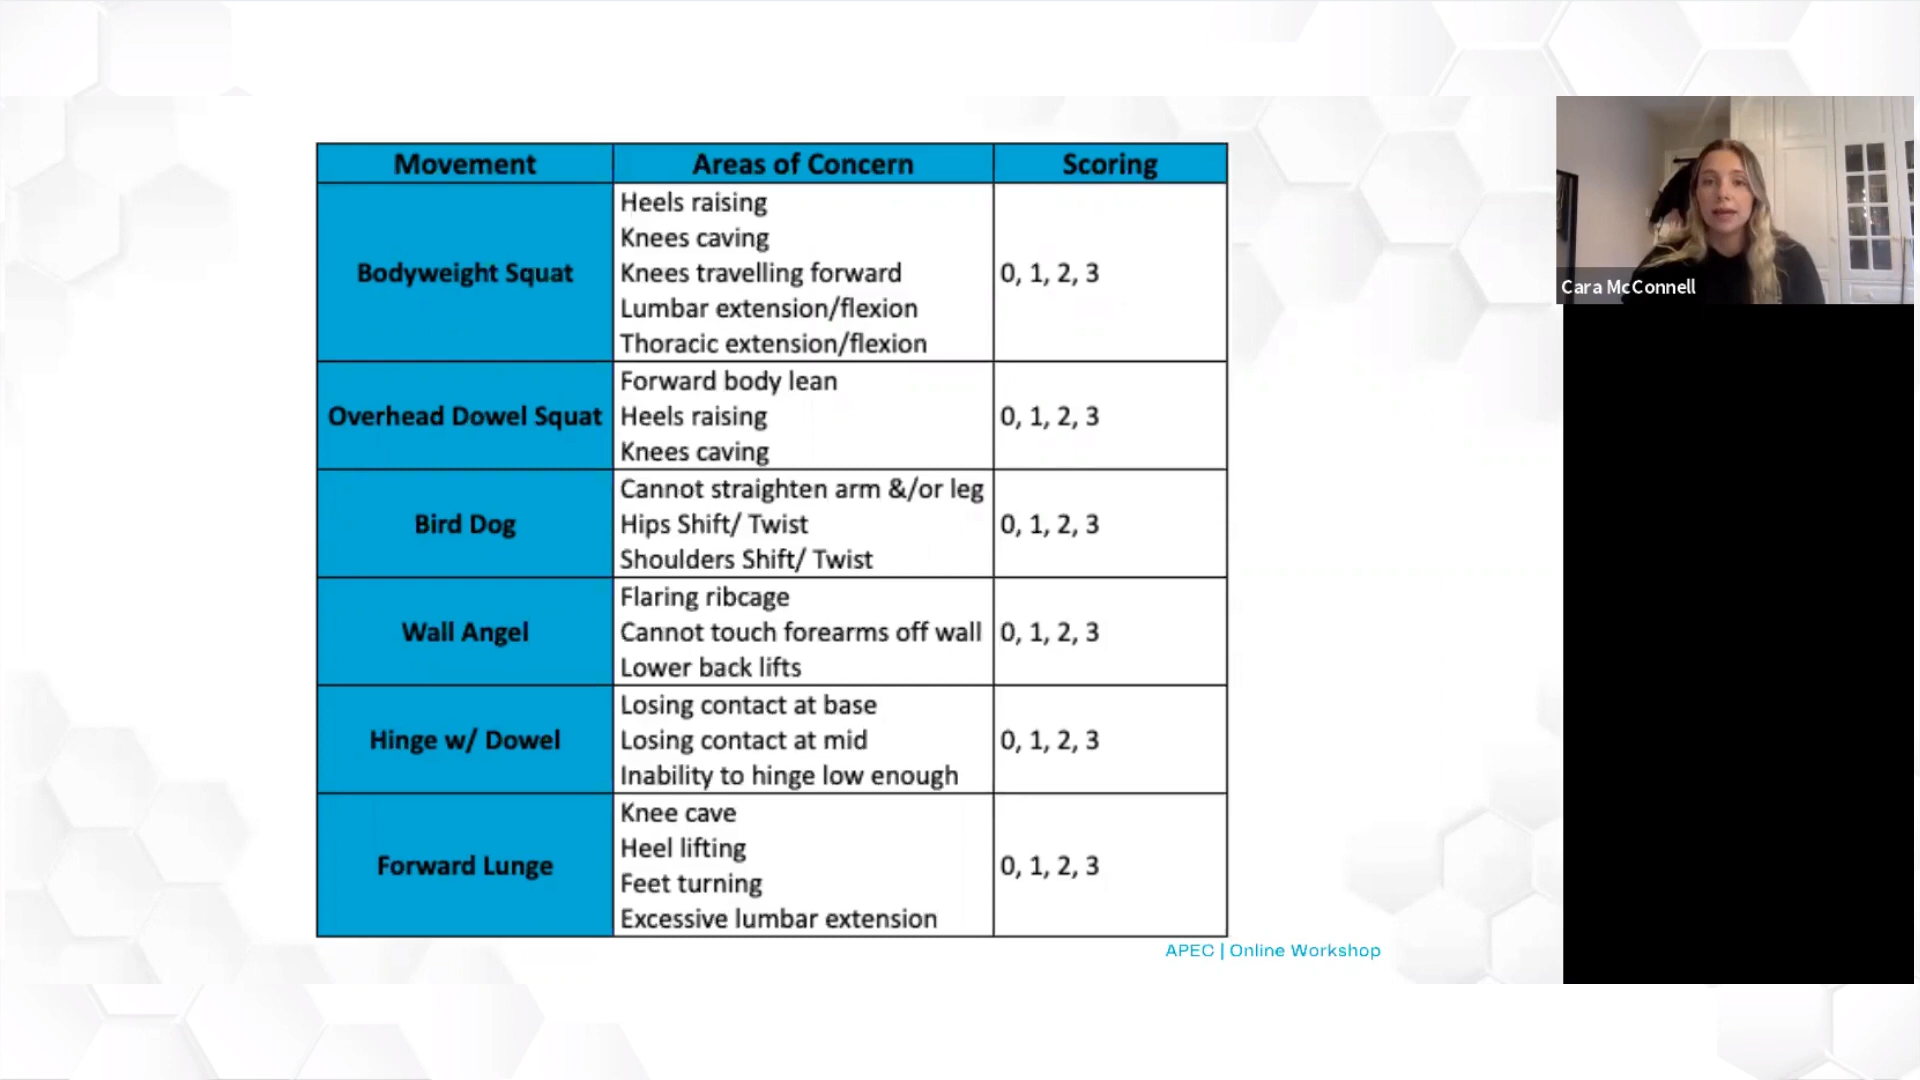 Movement Areas of Concern Scoring
Bodyweight Squat
Heels raising
Knees caving
Knees travelling forward
Lumbar extension/flexion
Thoracic extension/flexion
0, 1, 2, 3
Overhead Dowel Squat
Forward body lean
Heels raising
Knees caving
0, 1, 2, 3
Bird Dog
Cannot straighten arm &/or leg
Hips Shift/ Twist
Shoulders Shift/ Twist
0, 1, 2, 3
Wall Angel
Flaring ribcage
Cannot touch forearms off wall
Lower back lifts
0, 1, 2, 3
Hinge w/ Dowel
Losing contact at base
Losing contact at mid
Inability to hinge low enough
0, 1, 2, 3
Forward Lunge
Knee cave
Heel lifting
Feet turning
Excessive lumbar extension
0, 1, 2, 3
APEC | Online Workshop
Cara McConnell